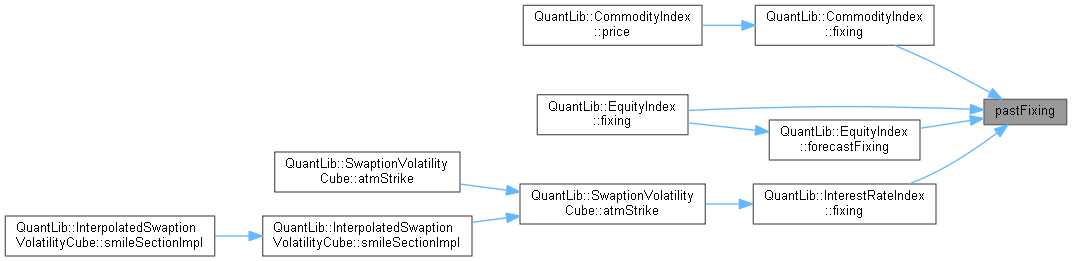 QuantLib::CommodityIndex
::price
QuantLib::CommodityIndex
::fixing
QuantLib::EquityIndex
::fixing
pastFixing
QuantLib::EquityIndex
::forecastFixing
QuantLib::SwaptionVolatility
Cube::atmStrike
QuantLib::SwaptionVolatility
Cube::atmStrike
QuantLib::InterestRateIndex
::fixing
QuantLib::InterpolatedSwaption
VolatilityCube::smileSectionImpl
QuantLib::InterpolatedSwaption
VolatilityCube::smileSectionImpl